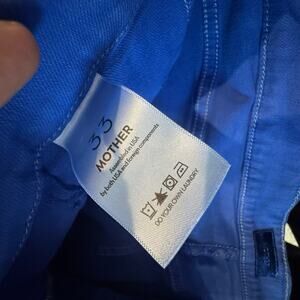 33
MOTHER
Assembled in USA
by both USA and foreign components
DO YOUR OWN LAUNDRY